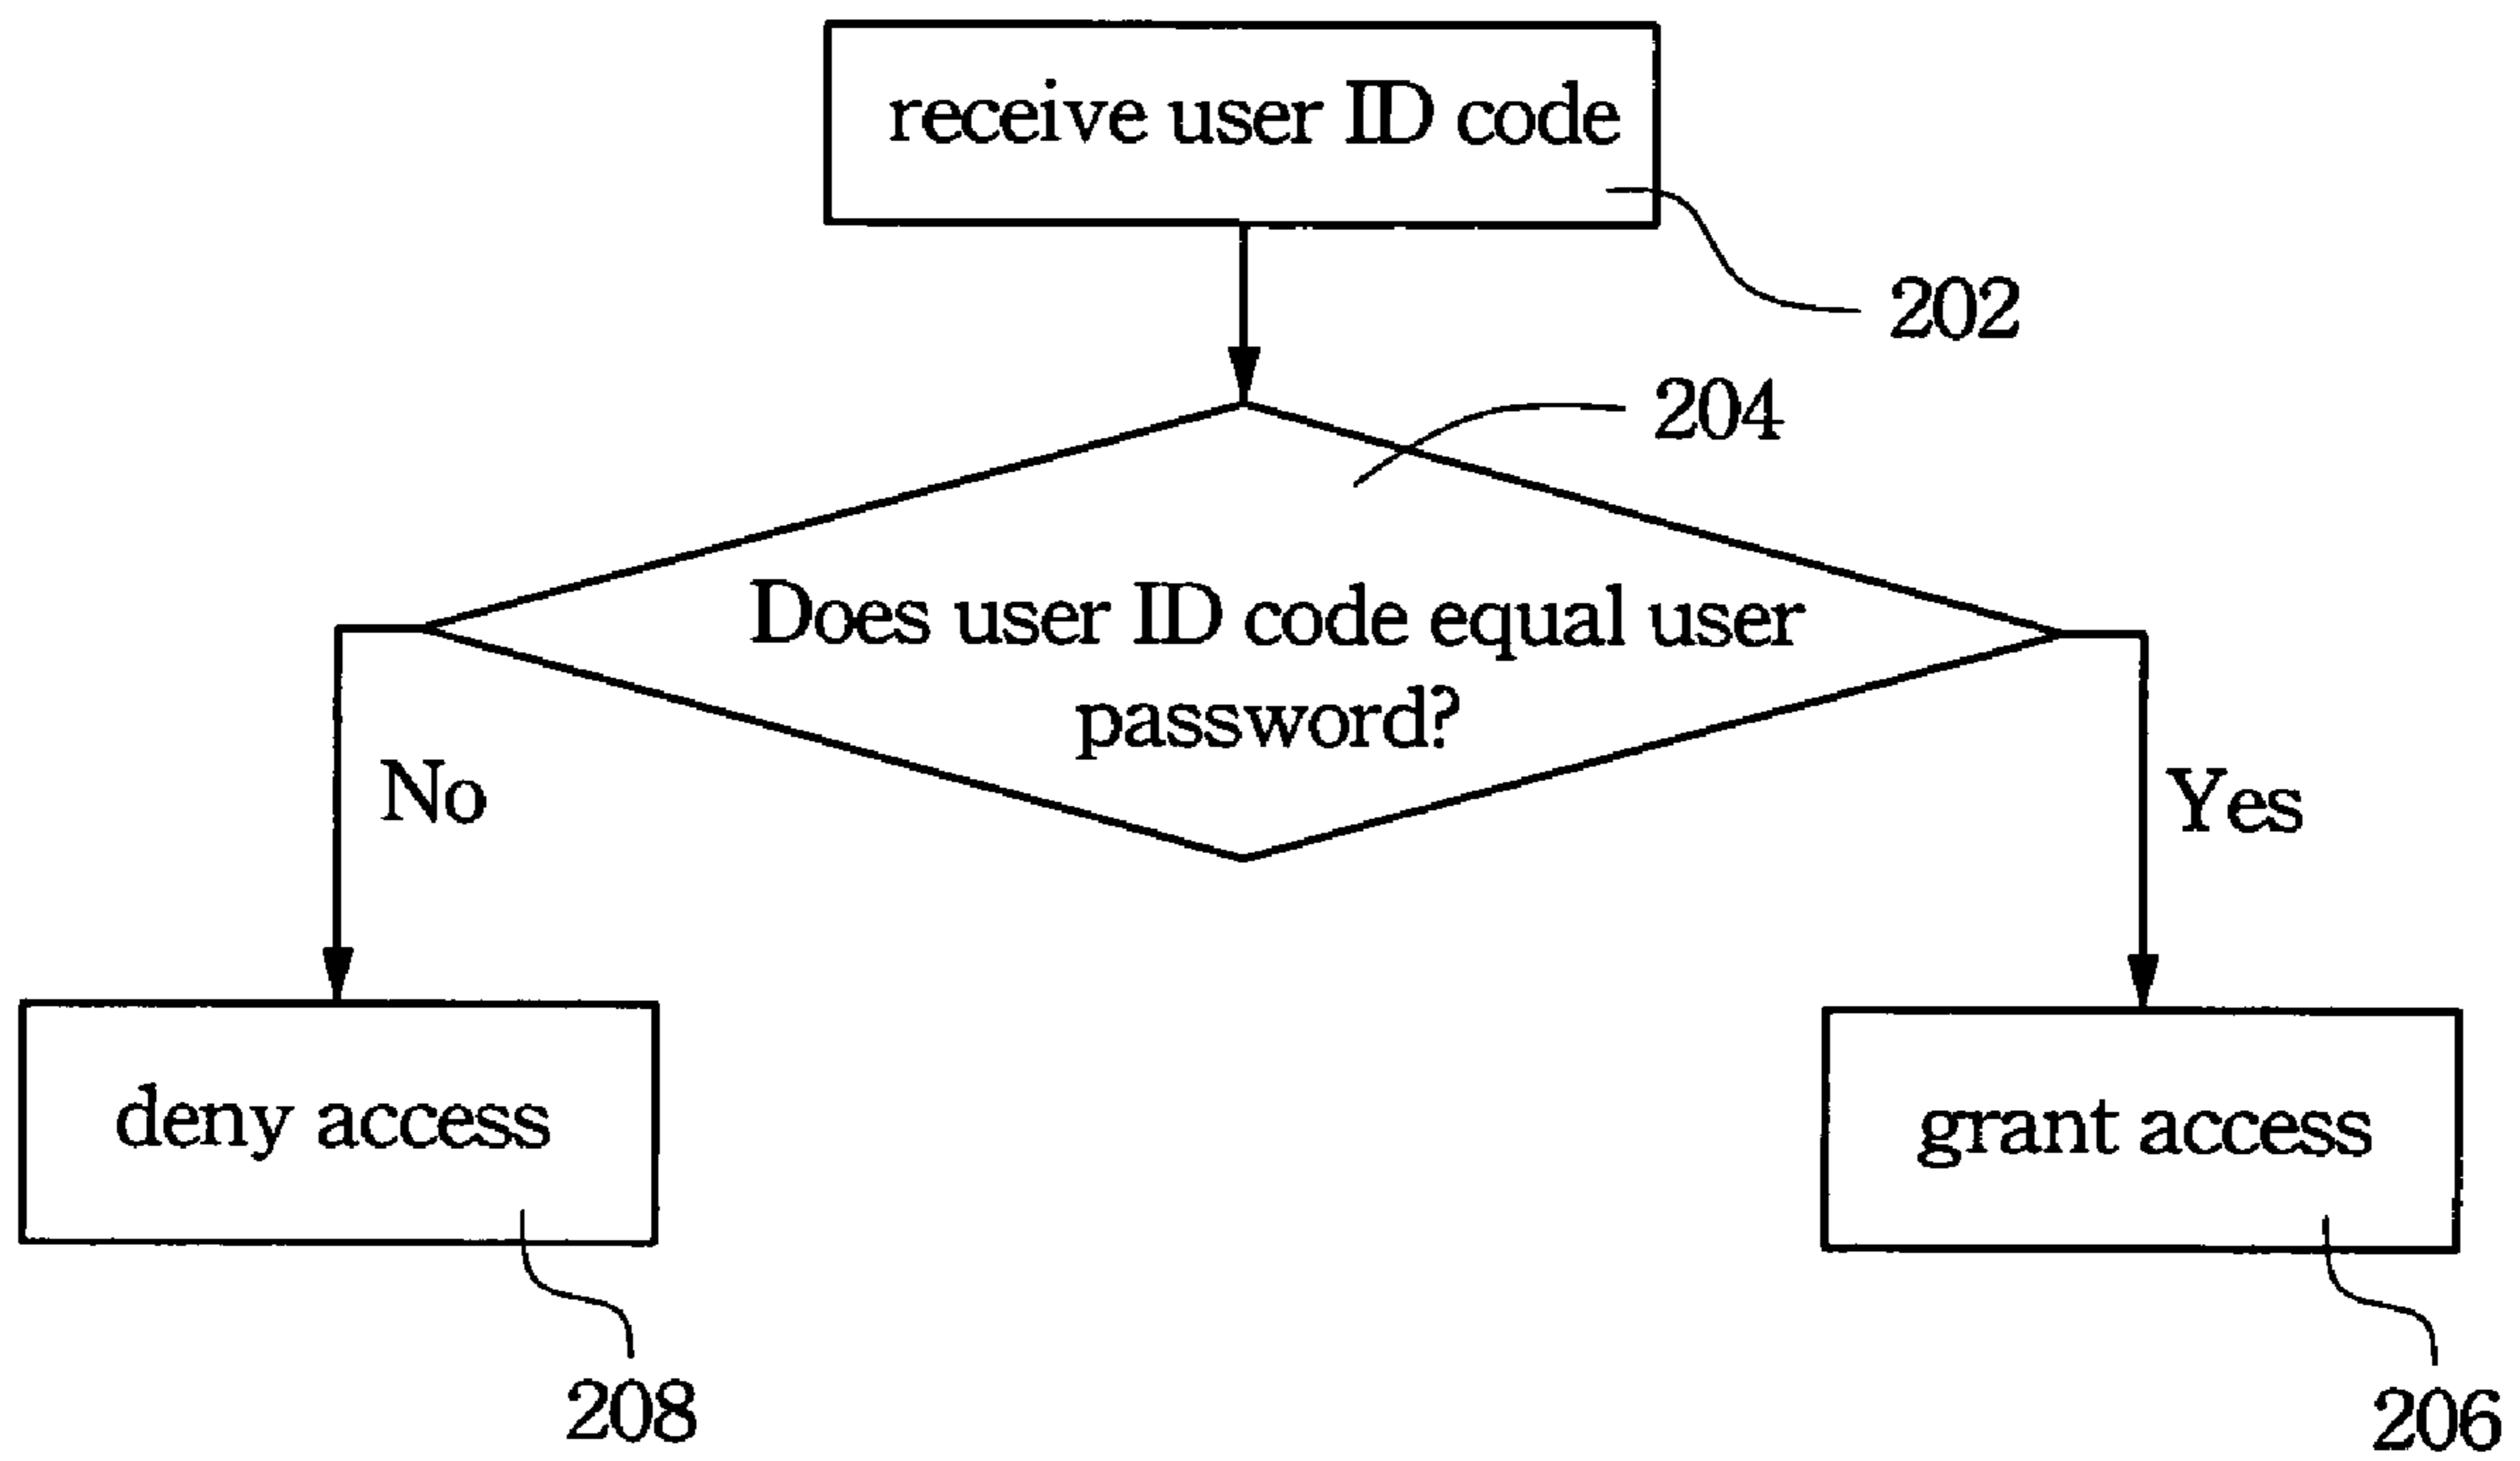 receive user ID code
202
204
Does user ID code equal user
password?
No
Yes
deny access
grant access
208
206